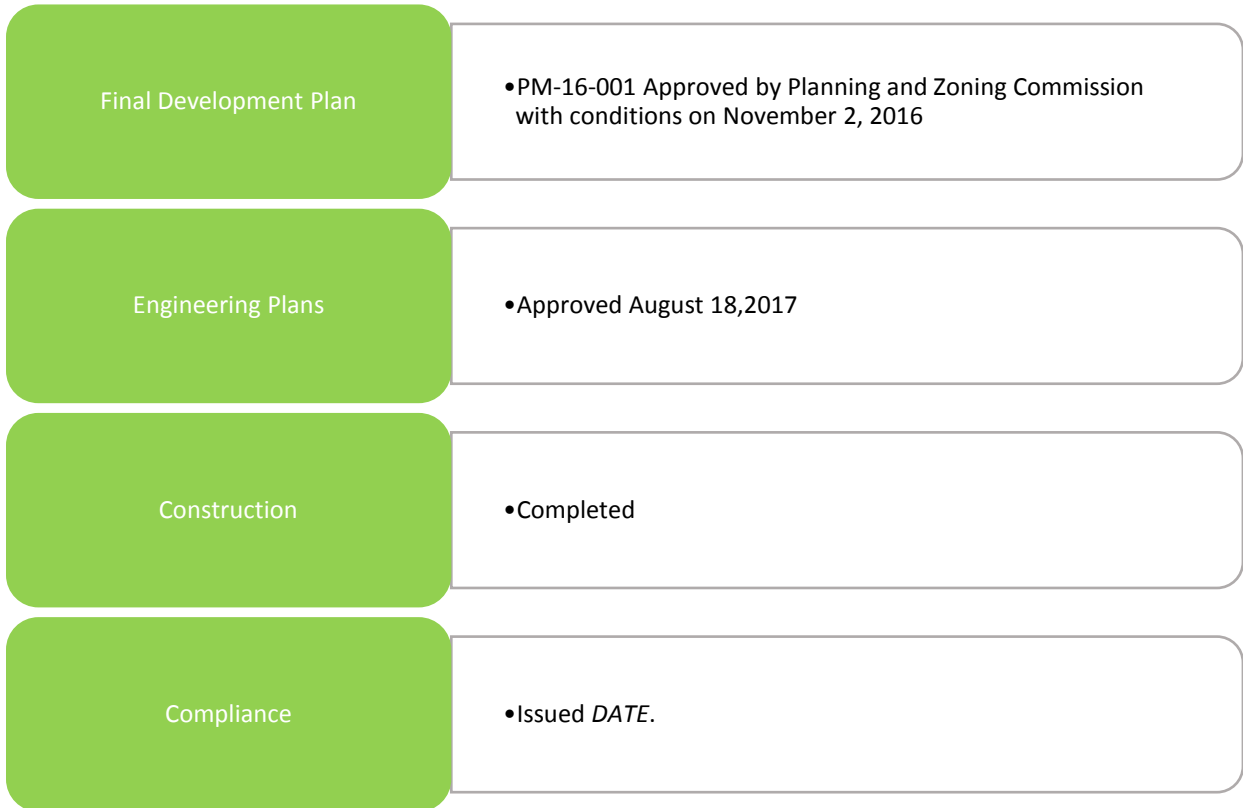 Final Development Plan
•PM-16-001 Approved by Planning and Zoning Commission
with conditions on November 2, 2016
Engineering Plans
•Approved August 18,2017
Construction
•Completed
Compliance
•Issued DATE.